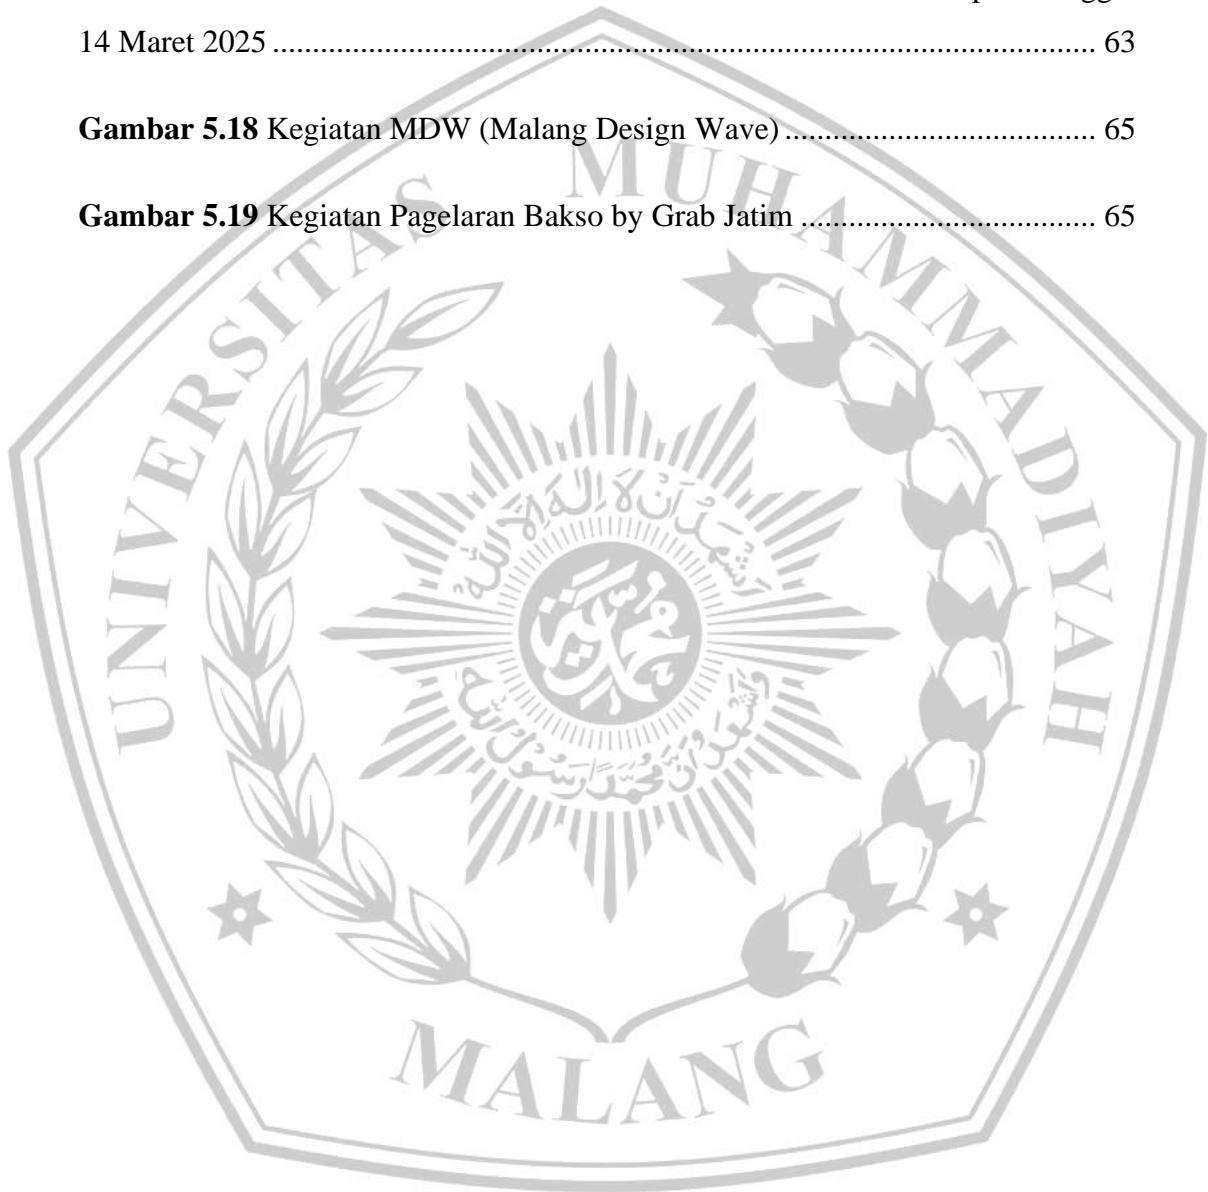 14 Maret 2025 ........................................................................................................ 63
Gambar 5.18 Kegiatan MDW (Malang Design Wave) ....................................... 65
Gambar 5.19 Kegiatan Pagelaran Bakso by Grab Jatim ..................................... 65
UNIVERSITAS MUHAMMADIYAH
MALANG